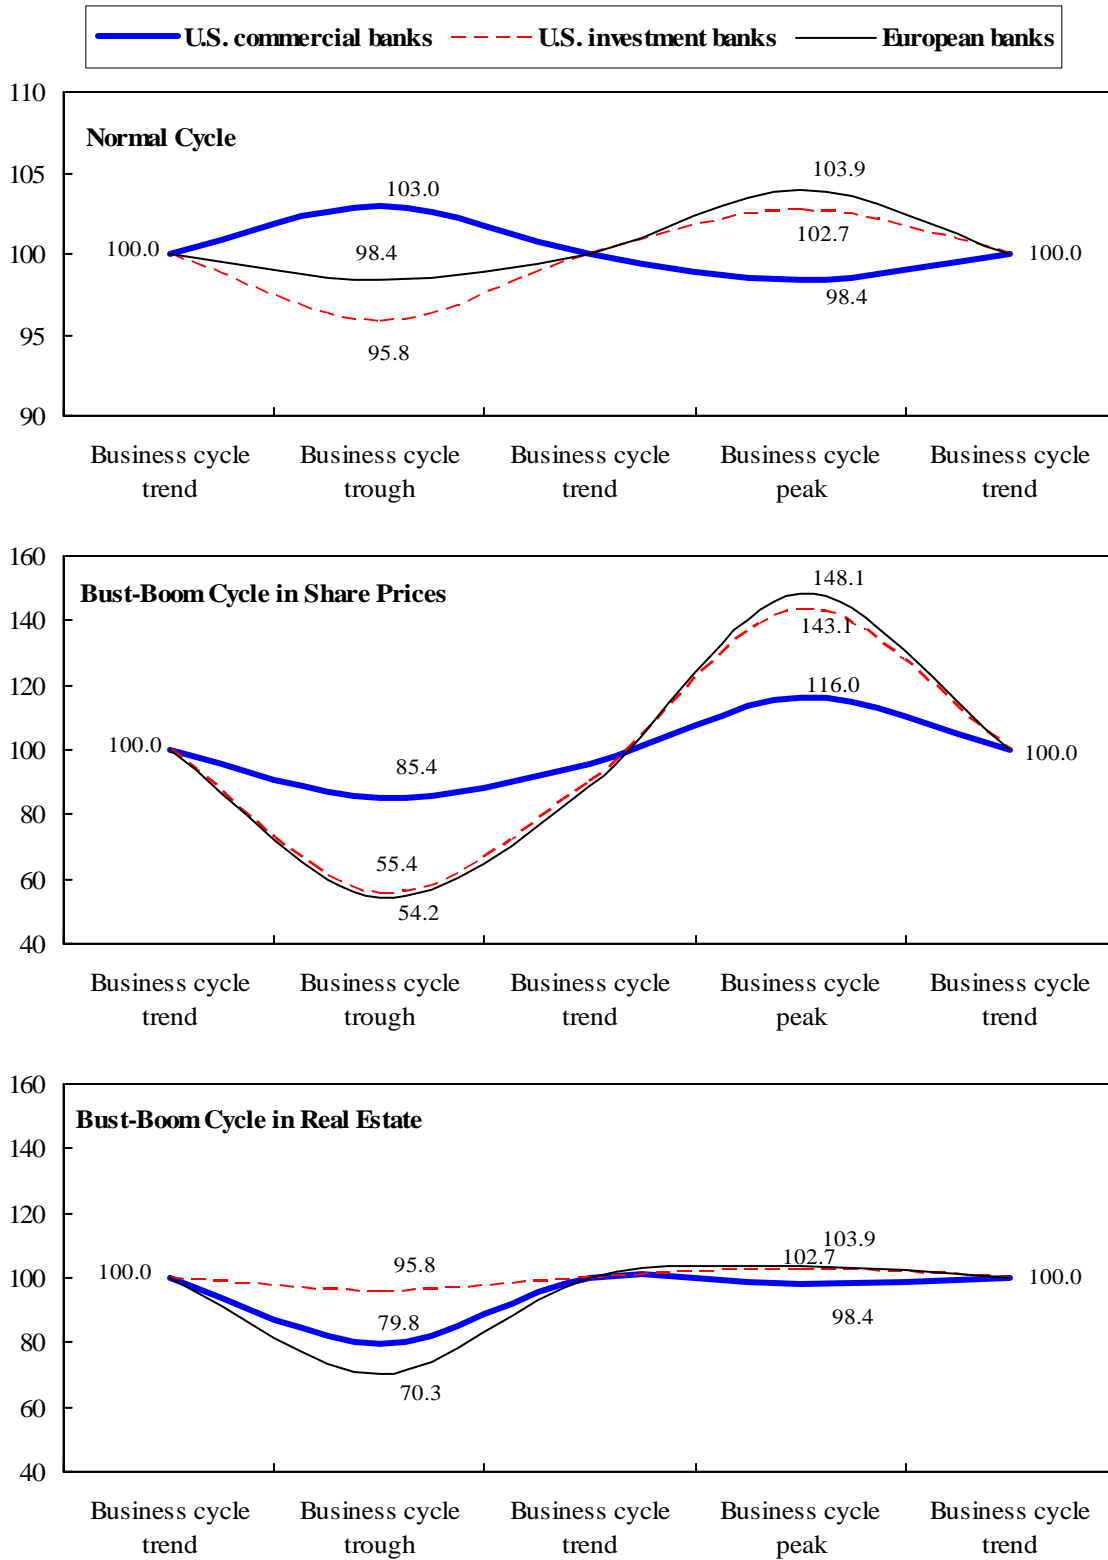 U.S. commercial banks U.S. investment banks European banks
110
Normal Cycle
105
103.0
103.9
100
100.0
98.4
102.7
100.0
98.4
95
95.8
90
Business cycle trend
Business cycle trough
Business cycle trend
Business cycle peak
Business cycle trend
160
Bust-Boom Cycle in Share Prices
148.1
140
143.1
120
116.0
100
100.0
85.4
100.0
80
55.4
60
54.2
40
Business cycle trend
Business cycle trough
Business cycle trend
Business cycle peak
Business cycle trend
160
Bust-Boom Cycle in Real Estate
140
120
103.9
102.7
100
100.0
95.8
100.0
79.8
98.4
80
70.3
60
40
Business cycle trend
Business cycle trough
Business cycle trend
Business cycle peak
Business cycle trend